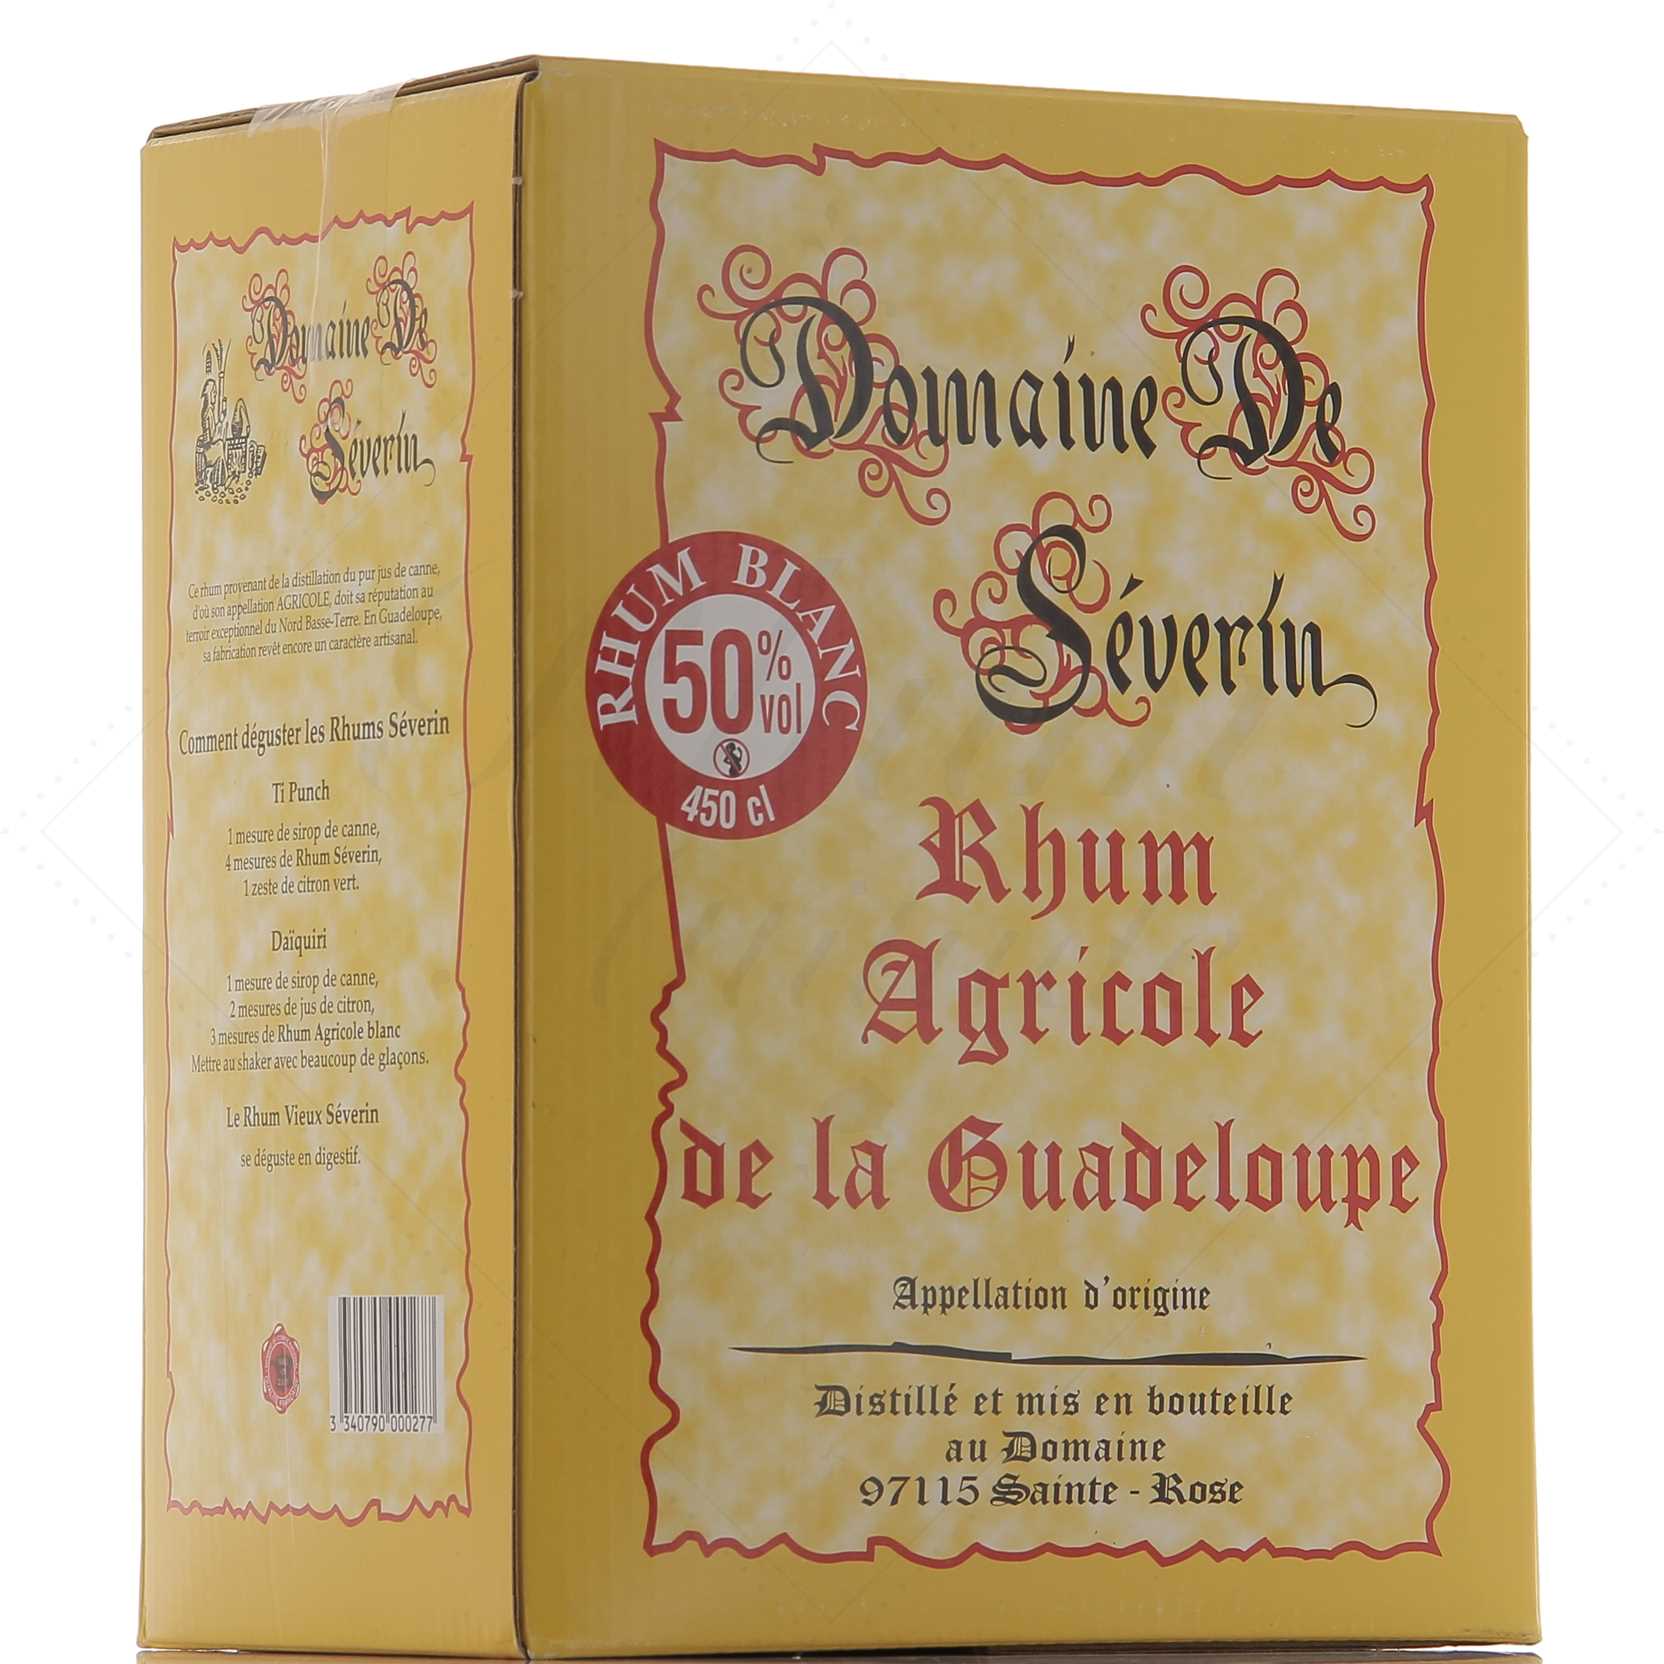 Domaine De
Séverin
Ce rhum provenant de la distillation du pur jus de canne,
d'où son appellation AGRICOLE, doit sa réputation au
terroir exceptionnel du Nord Basse-Terre. En Guadeloupe,
sa fabrication revêt encore un caractère artisanal.
Comment déguster les Rhums Séverin
Ti Punch
1 mesure de sirop de canne,
4 mesures de Rhum Séverin,
1 zeste de citron vert.
Daïquiri
1 mesure de sirop de canne,
2 mesures de jus de citron,
3 mesures de Rhum Agricole blanc
Mettre au shaker avec beaucoup de glaçons.
Le Rhum Vieux Séverin
se déguste en digestif.
3 340790 000277
Domaine De
Séverin
RHUM BLANC
50% vol
450 cl
Rhum
Agricole
de la Guadeloupe
Appellation d'origine
Distillé et mis en bouteille
au Domaine
97115 Sainte - Rose